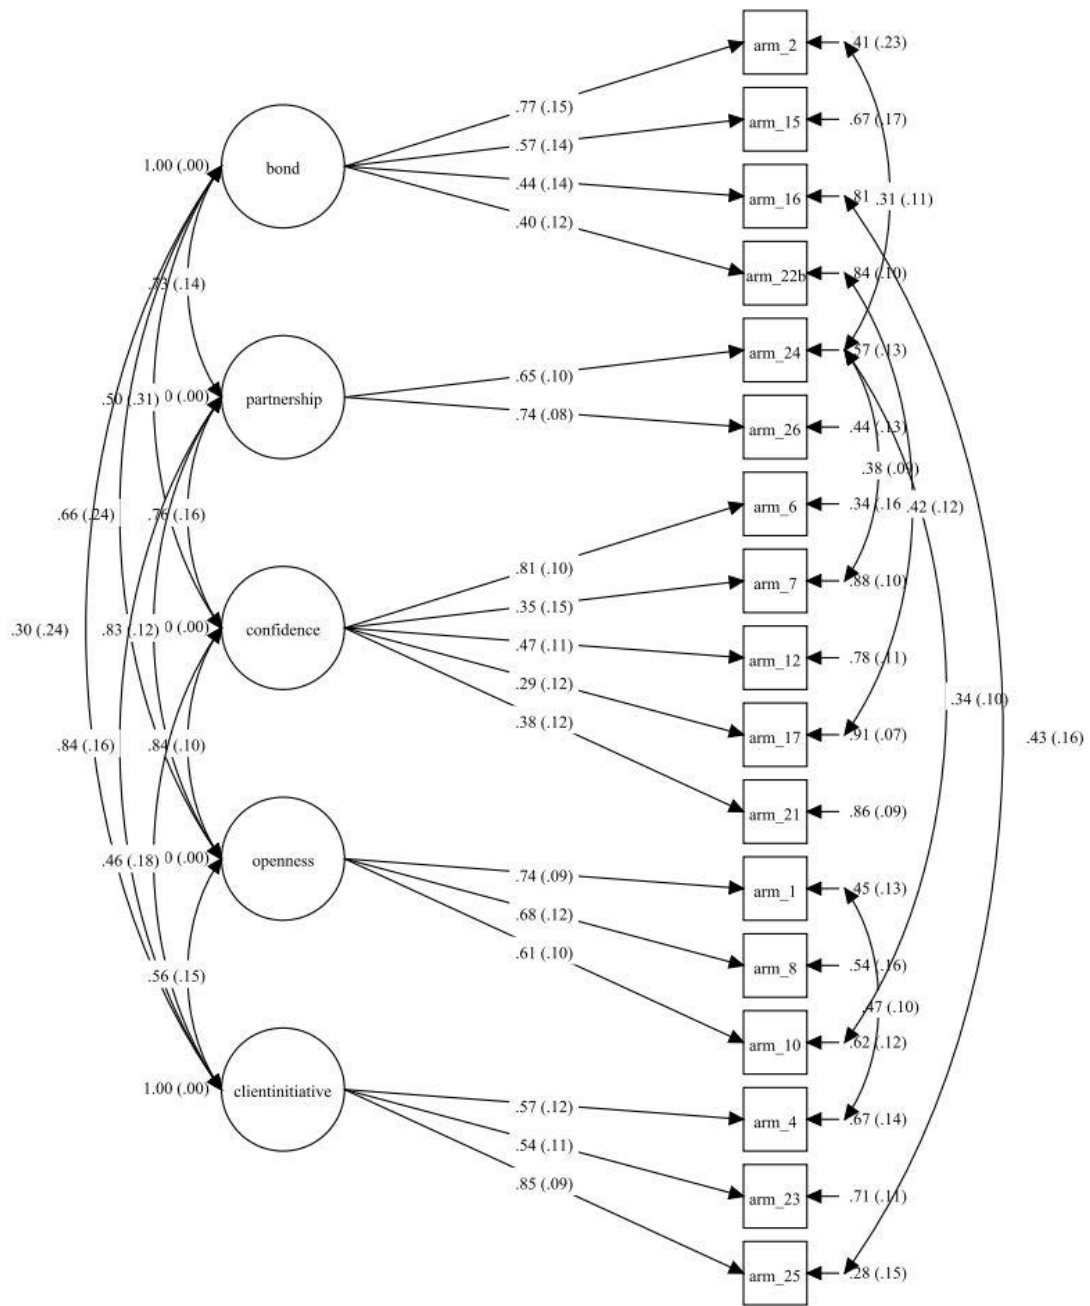 arm_2
.41 (.23)
.77 (.15)
arm_15
.67 (.17)
.57 (.14)
1.00 (.00)
bond
.44 (.14)
arm_16
.81
.31 (.11)
.40 (.12)
arm_22b
.84 (.10)
.73 (.14)
arm_24
.57 (.13)
.65 (.10)
.50 (.31)
0 (.00)
partnership
.74 (.08)
arm_26
.44 (.13)
.38 (.09)
.66 (.24)
.76 (.16)
arm_6
.34 (.16
.42 (.12)
.81 (.10)
arm_7
.88 (.10)
.35 (.15)
.30 (.24)
.83 (.12)
0 (.00)
confidence
.47 (.11)
arm_12
.78 (.11)
.29 (.12)
.34 (.10)
.38 (.12)
arm_17
.91 (.07)
.43 (.16)
.84 (.16)
.84 (.10)
arm_21
.86 (.09)
.46 (.18)
0 (.00)
openness
.74 (.09)
arm_1
.45 (.13)
.68 (.12)
.61 (.10)
arm_8
.54 (.16)
.56 (.15)
.47 (.10)
arm_10
.62 (.12)
1.00 (.00)
clientinitiative
.57 (.12)
arm_4
.67 (.14)
.54 (.11)
.85 (.09)
arm_23
.71 (.11)
arm_25
.28 (.15)